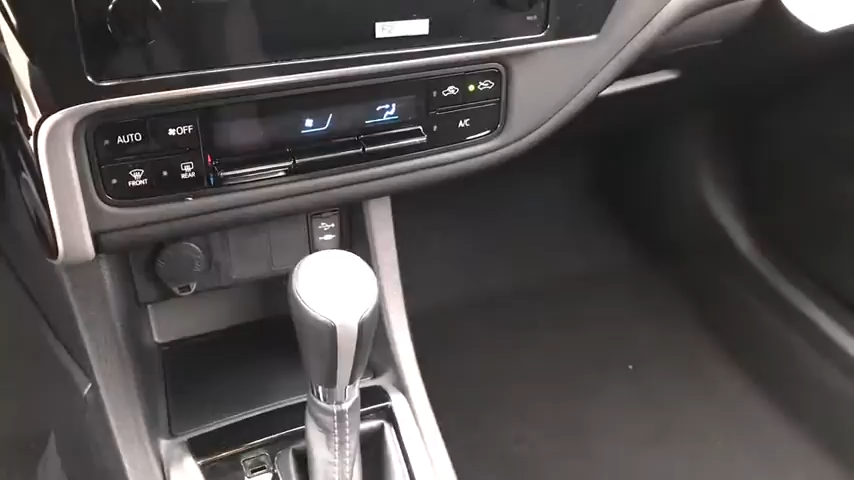 AUTO
OFF
FRONT
REAR
A/C